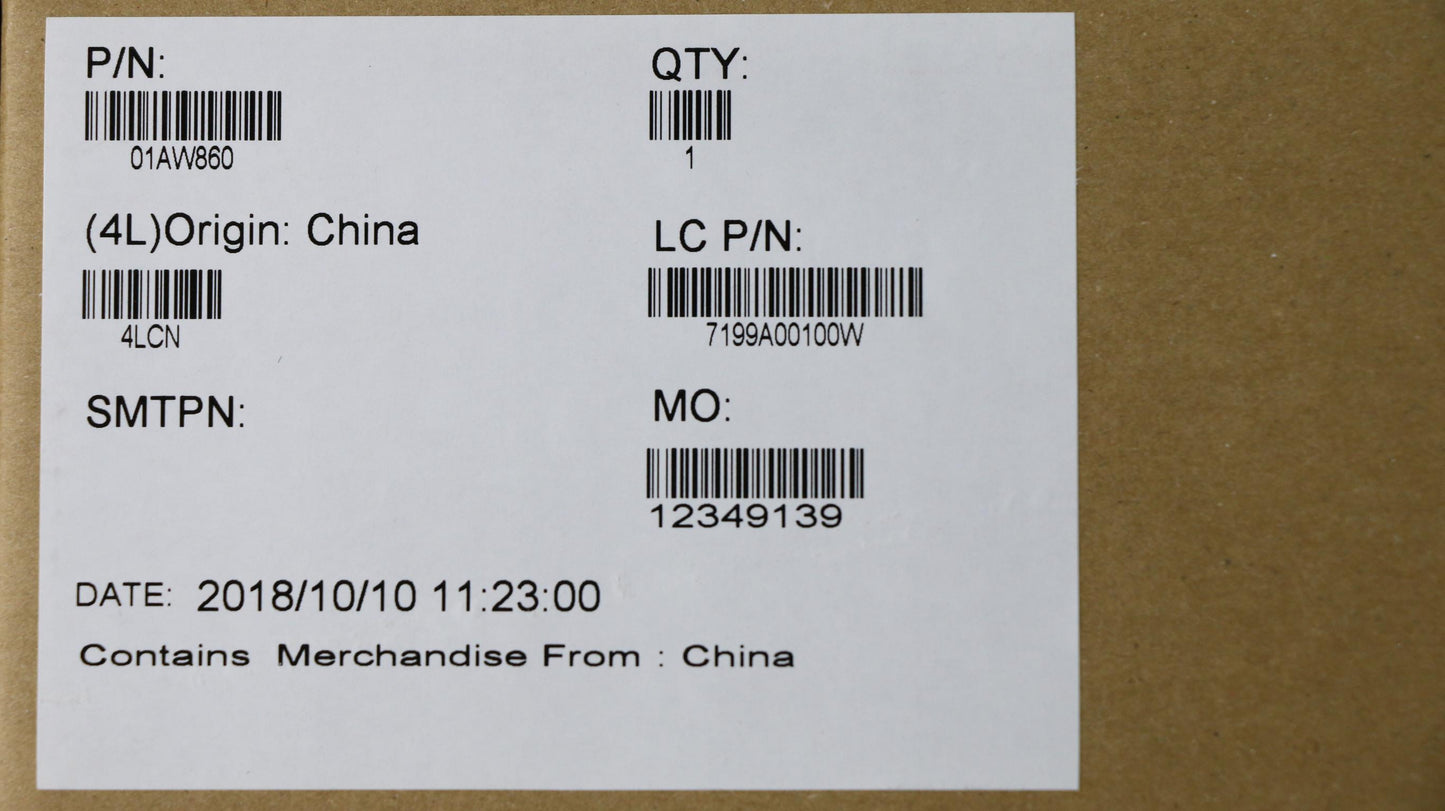 P/N:
01AW860
QTY:
1
(4L)Origin: China
4LCN
LC P/N:
7199A00100W
SMTPN:
MO:
12349139
DATE: 2018/10/10 11:23:00
Contains Merchandise From : China